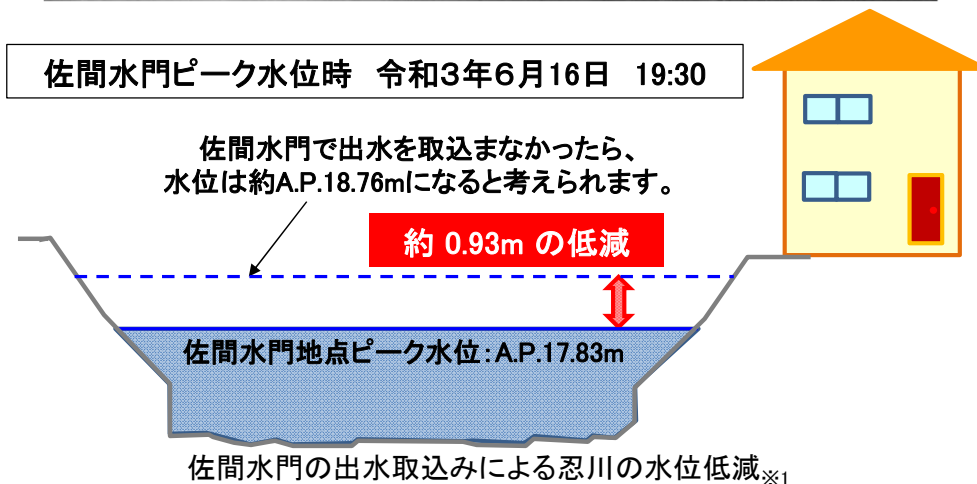 佐間水門ピーク水位時　令和3年6月16日　19:30
佐間水門で出水を取込まなかったら、
水位は約A.P.18.76mになると考えられます。
約 0.93m の低減
佐間水門地点ピーク水位：A.P.17.83m
佐間水門の出水取込みによる忍川の水位低減※1